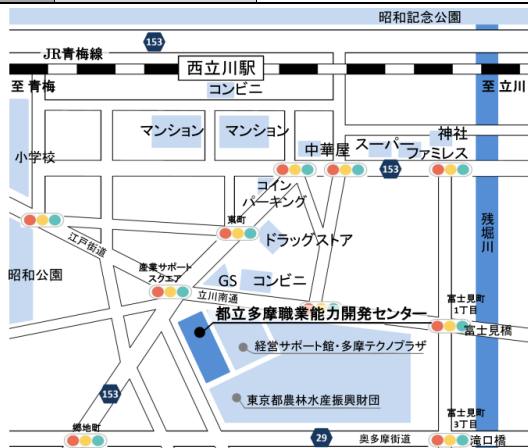 昭和記念公園
153
JR青梅線
西立川駅
至 青梅
至 立川
コンビニ
マンション
マンション
神社
スーパー
中華屋
ファミレス
小学校
153
コイン
パーキング
残堀川
東町
ドラッグストア
江戸街道
産業サポート
スクエア
昭和公園
GS
コンビニ
立川南通
富士見町
1丁目
都立多摩職業能力開発センター
富士見橋
経営サポート館・多摩テクノプラザ
153
東京都農林水産振興財団
富士見町
3丁目
郷地町
29
奥多摩街道
滝口橋